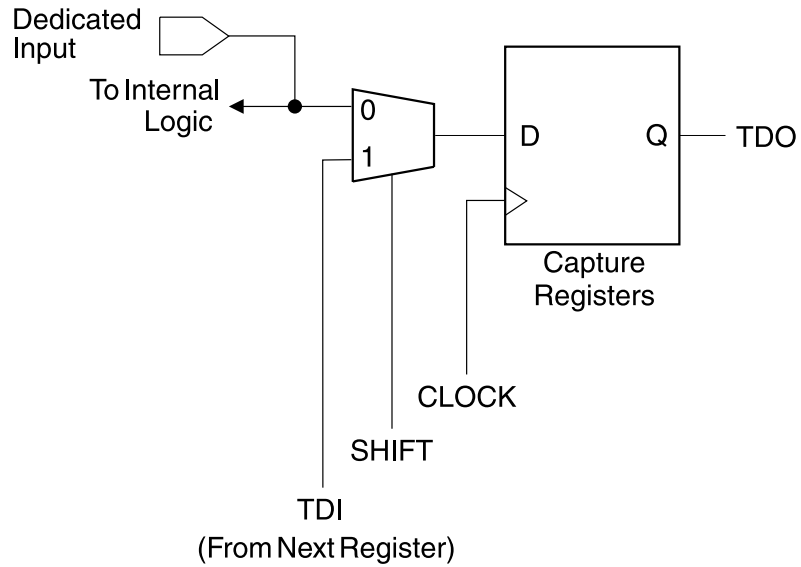 Dedicated
Input
To Internal
Logic
0
1
D
Q
TDO
Capture
Registers
CLOCK
SHIFT
TDI
(From Next Register)